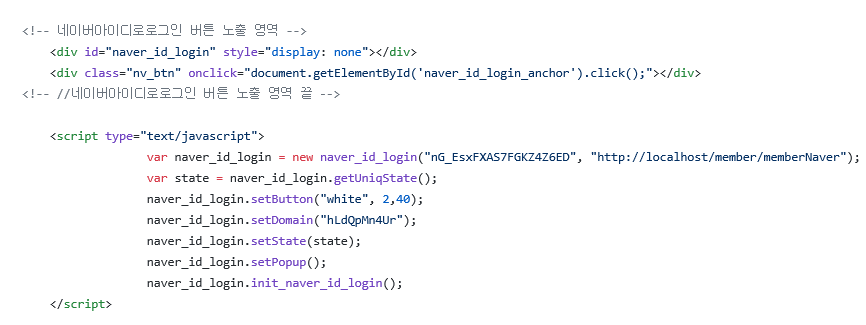 <!-- 네이버아이디로로그인 버튼 노출 영역 -->
<div id="naver_id_login" style="display: none"></div>
<div class="nv_btn" onclick="document.getElementById('naver_id_login_anchor').click();"></div>
<!-- //네이버아이디로로그인 버튼 노출 영역 끝 -->
<script type="text/javascript">
var naver_id_login = new naver_id_login("nG_EsxFXAS7FGKZ4Z6ED", "http://localhost/member/memberNaver");
var state = naver_id_login.getUniqState();
naver_id_login.setButton("white", 2,40);
naver_id_login.setDomain("hLdQpMn4Ur");
naver_id_login.setState(state);
naver_id_login.setPopup();
naver_id_login.init_naver_id_login();
</script>